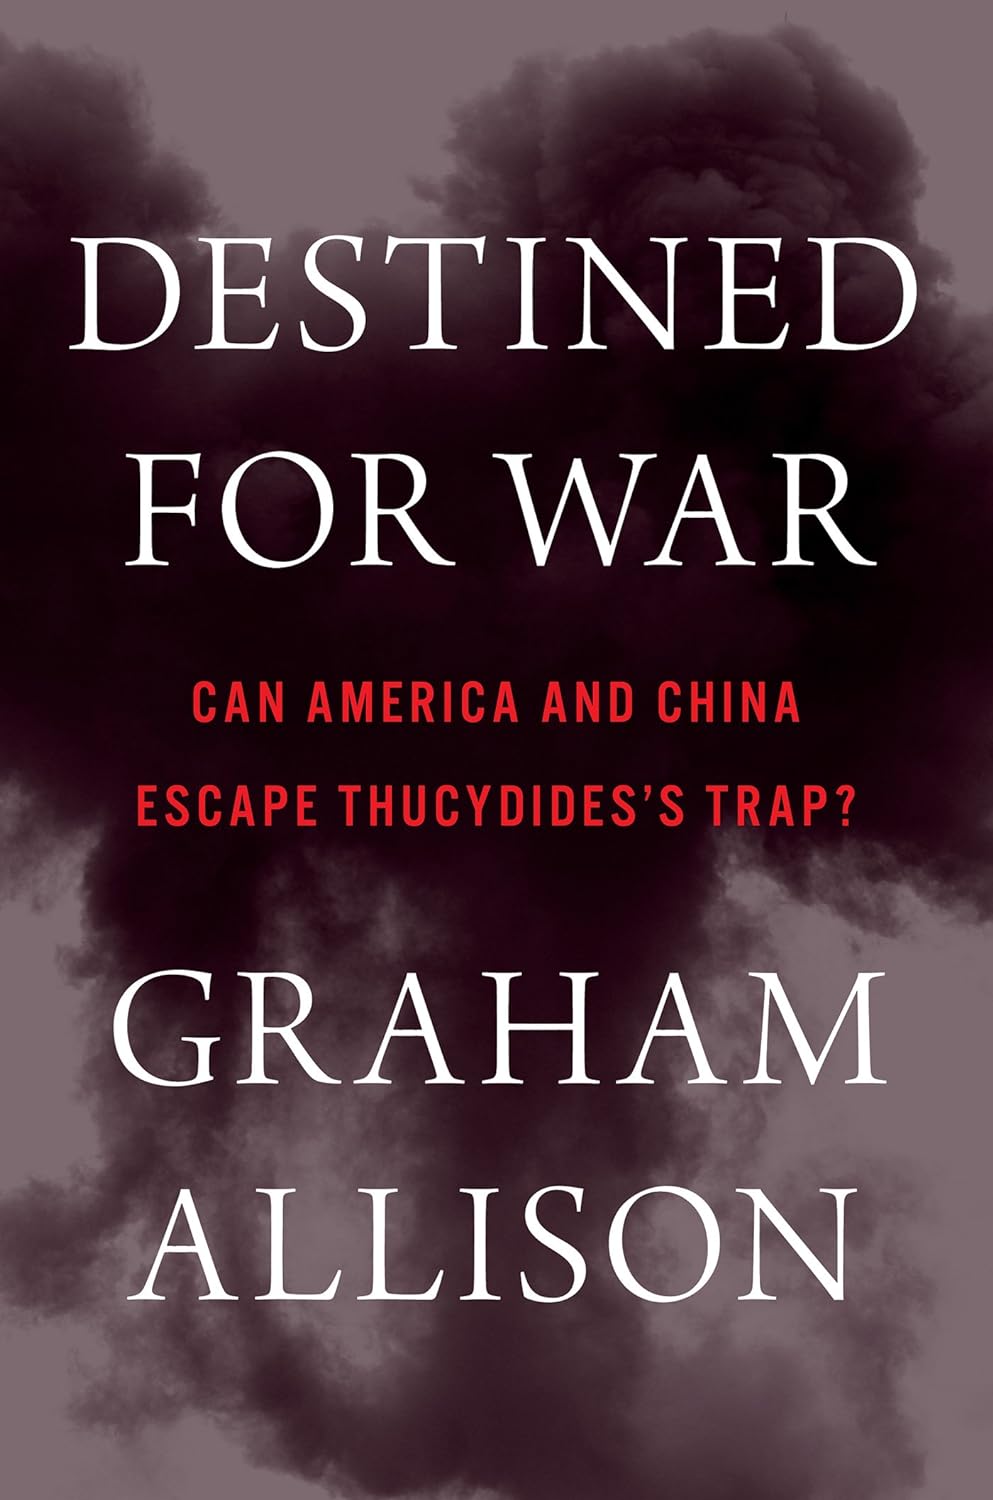 DESTINED
FOR WAR
CAN AMERICA AND CHINA
ESCAPE THUCYDIDES'S TRAP?
GRAHAM
ALLISON